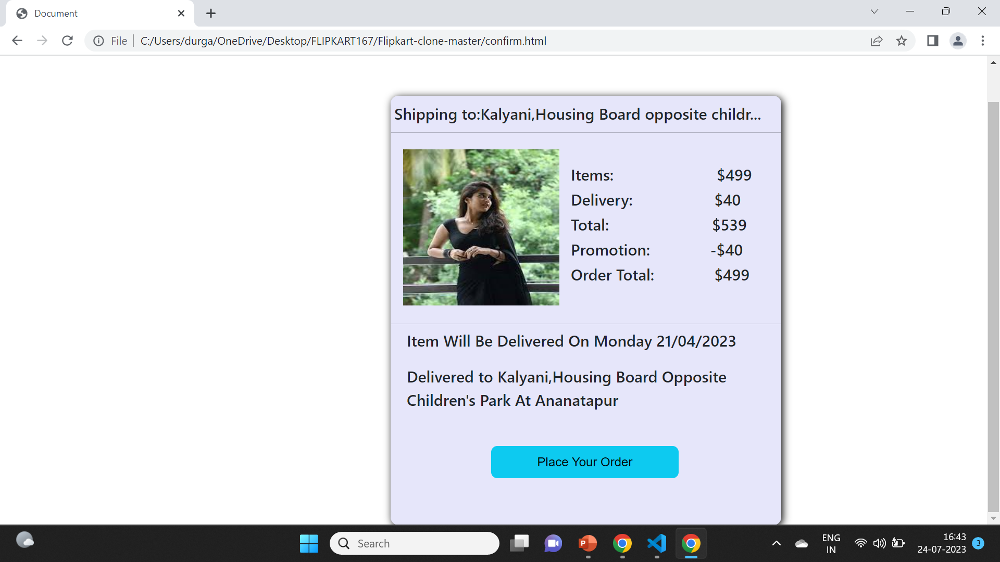 Document
File
C:/Users/durga/OneDrive/Desktop/FLIPKART167/Flipkart-clone-master/confirm.html
Shipping to:Kalyani,Housing Board opposite childr...
Items: $499
Delivery: $40
Total: $539
Promotion: -$40
Order Total: $499
Item Will Be Delivered On Monday 21/04/2023
Delivered to Kalyani,Housing Board Opposite
Children's Park At Ananatapur
Place Your Order
Search
P
ENG
IN
16:43
24-07-2023
3